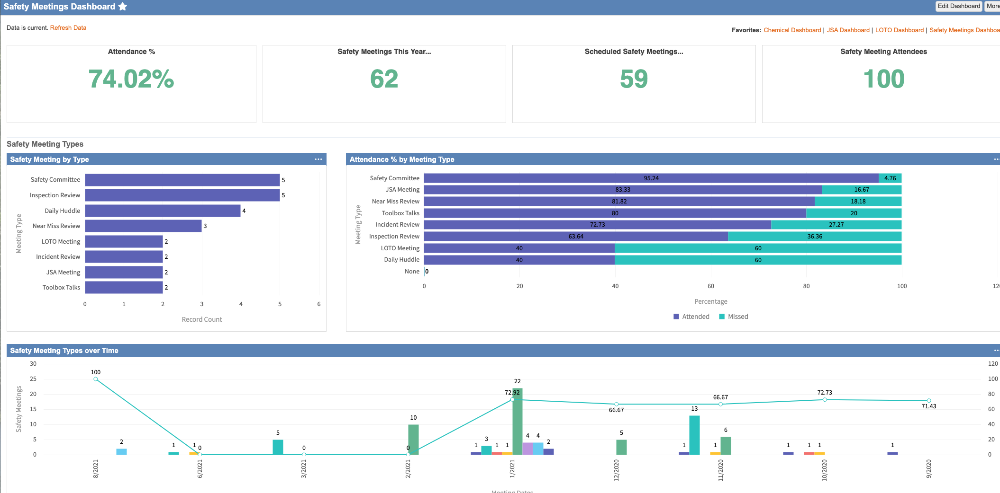 Safety Meetings Dashboard
Edit Dashboard
More
Data is current. Refresh Data
Favorites: Chemical Dashboard | JSA Dashboard | LOTO Dashboard | Safety Meetings Dashboa
Attendance %
74.02%
Safety Meetings This Year...
62
Scheduled Safety Meetings...
59
Safety Meeting Attendees
100
Safety Meeting Types
Safety Meeting by Type
...
Meeting Type
Safety Committee 5
Inspection Review 5
Daily Huddle 4
Near Miss Review 3
LOTO Meeting 2
Incident Review 2
JSA Meeting 2
Toolbox Talks 2
0 1 2 3 4 5 6
Record Count
Attendance % by Meeting Type
Meeting Type
Safety Committee 95.24 4.76
JSA Meeting 83.33 16.67
Near Miss Review 81.82 18.18
Toolbox Talks 80 20
Incident Review 72.73 27.27
Inspection Review 63.64 36.36
LOTO Meeting 40 60
Daily Huddle 40 60
None 0
0 20 40 60 80 100 120
Percentage
Attended Missed
Safety Meeting Types over Time
Safety Meetings
30 120
25 100
20 80
15 60
10 40
5 20
0 0
100
2
1
1
0
5
0
0
10
1
3
1
1
72.92
22
4
4
2
66.67
5
1
13
1
66.67
6
1
1
1
72.73
1
71.43
8/2021 6/2021 3/2021 2/2021 1/2021 12/2020 11/2020 10/2020 9/2020
Meeting Dates